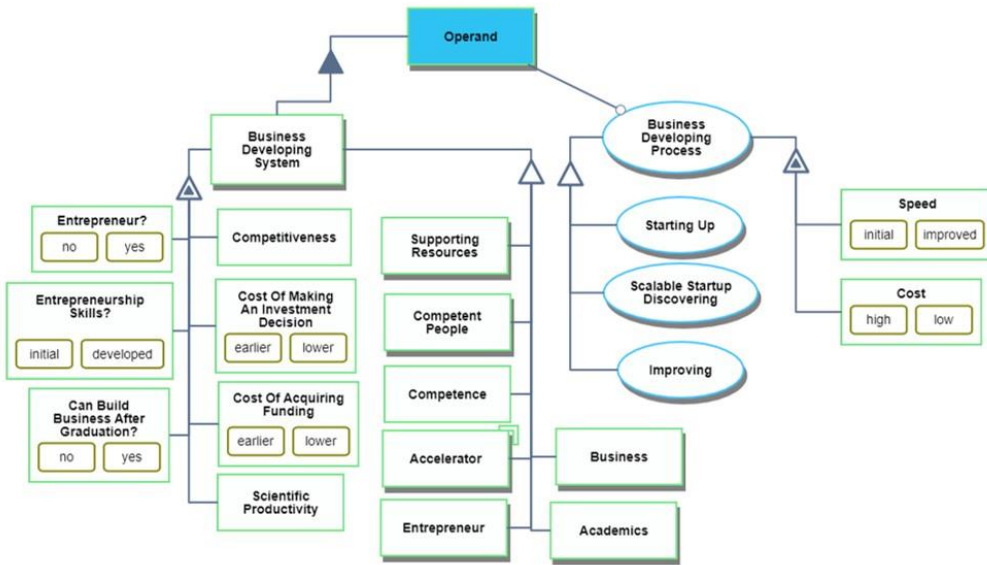 Operand
Business
Developing
System
Business
Developing
Process
Entrepreneur?
no yes
Entrepreneurship
Skills?
initial developed
Can Build
Business After
Graduation?
no yes
Competitiveness
Cost Of Making
An Investment
Decision
earlier lower
Cost Of Acquiring
Funding
earlier lower
Scientific
Productivity
Supporting
Resources
Competent
People
Competence
Accelerator
Entrepreneur
Business
Academics
Starting Up
Scalable Startup
Discovering
Improving
Speed
initial improved
Cost
high low